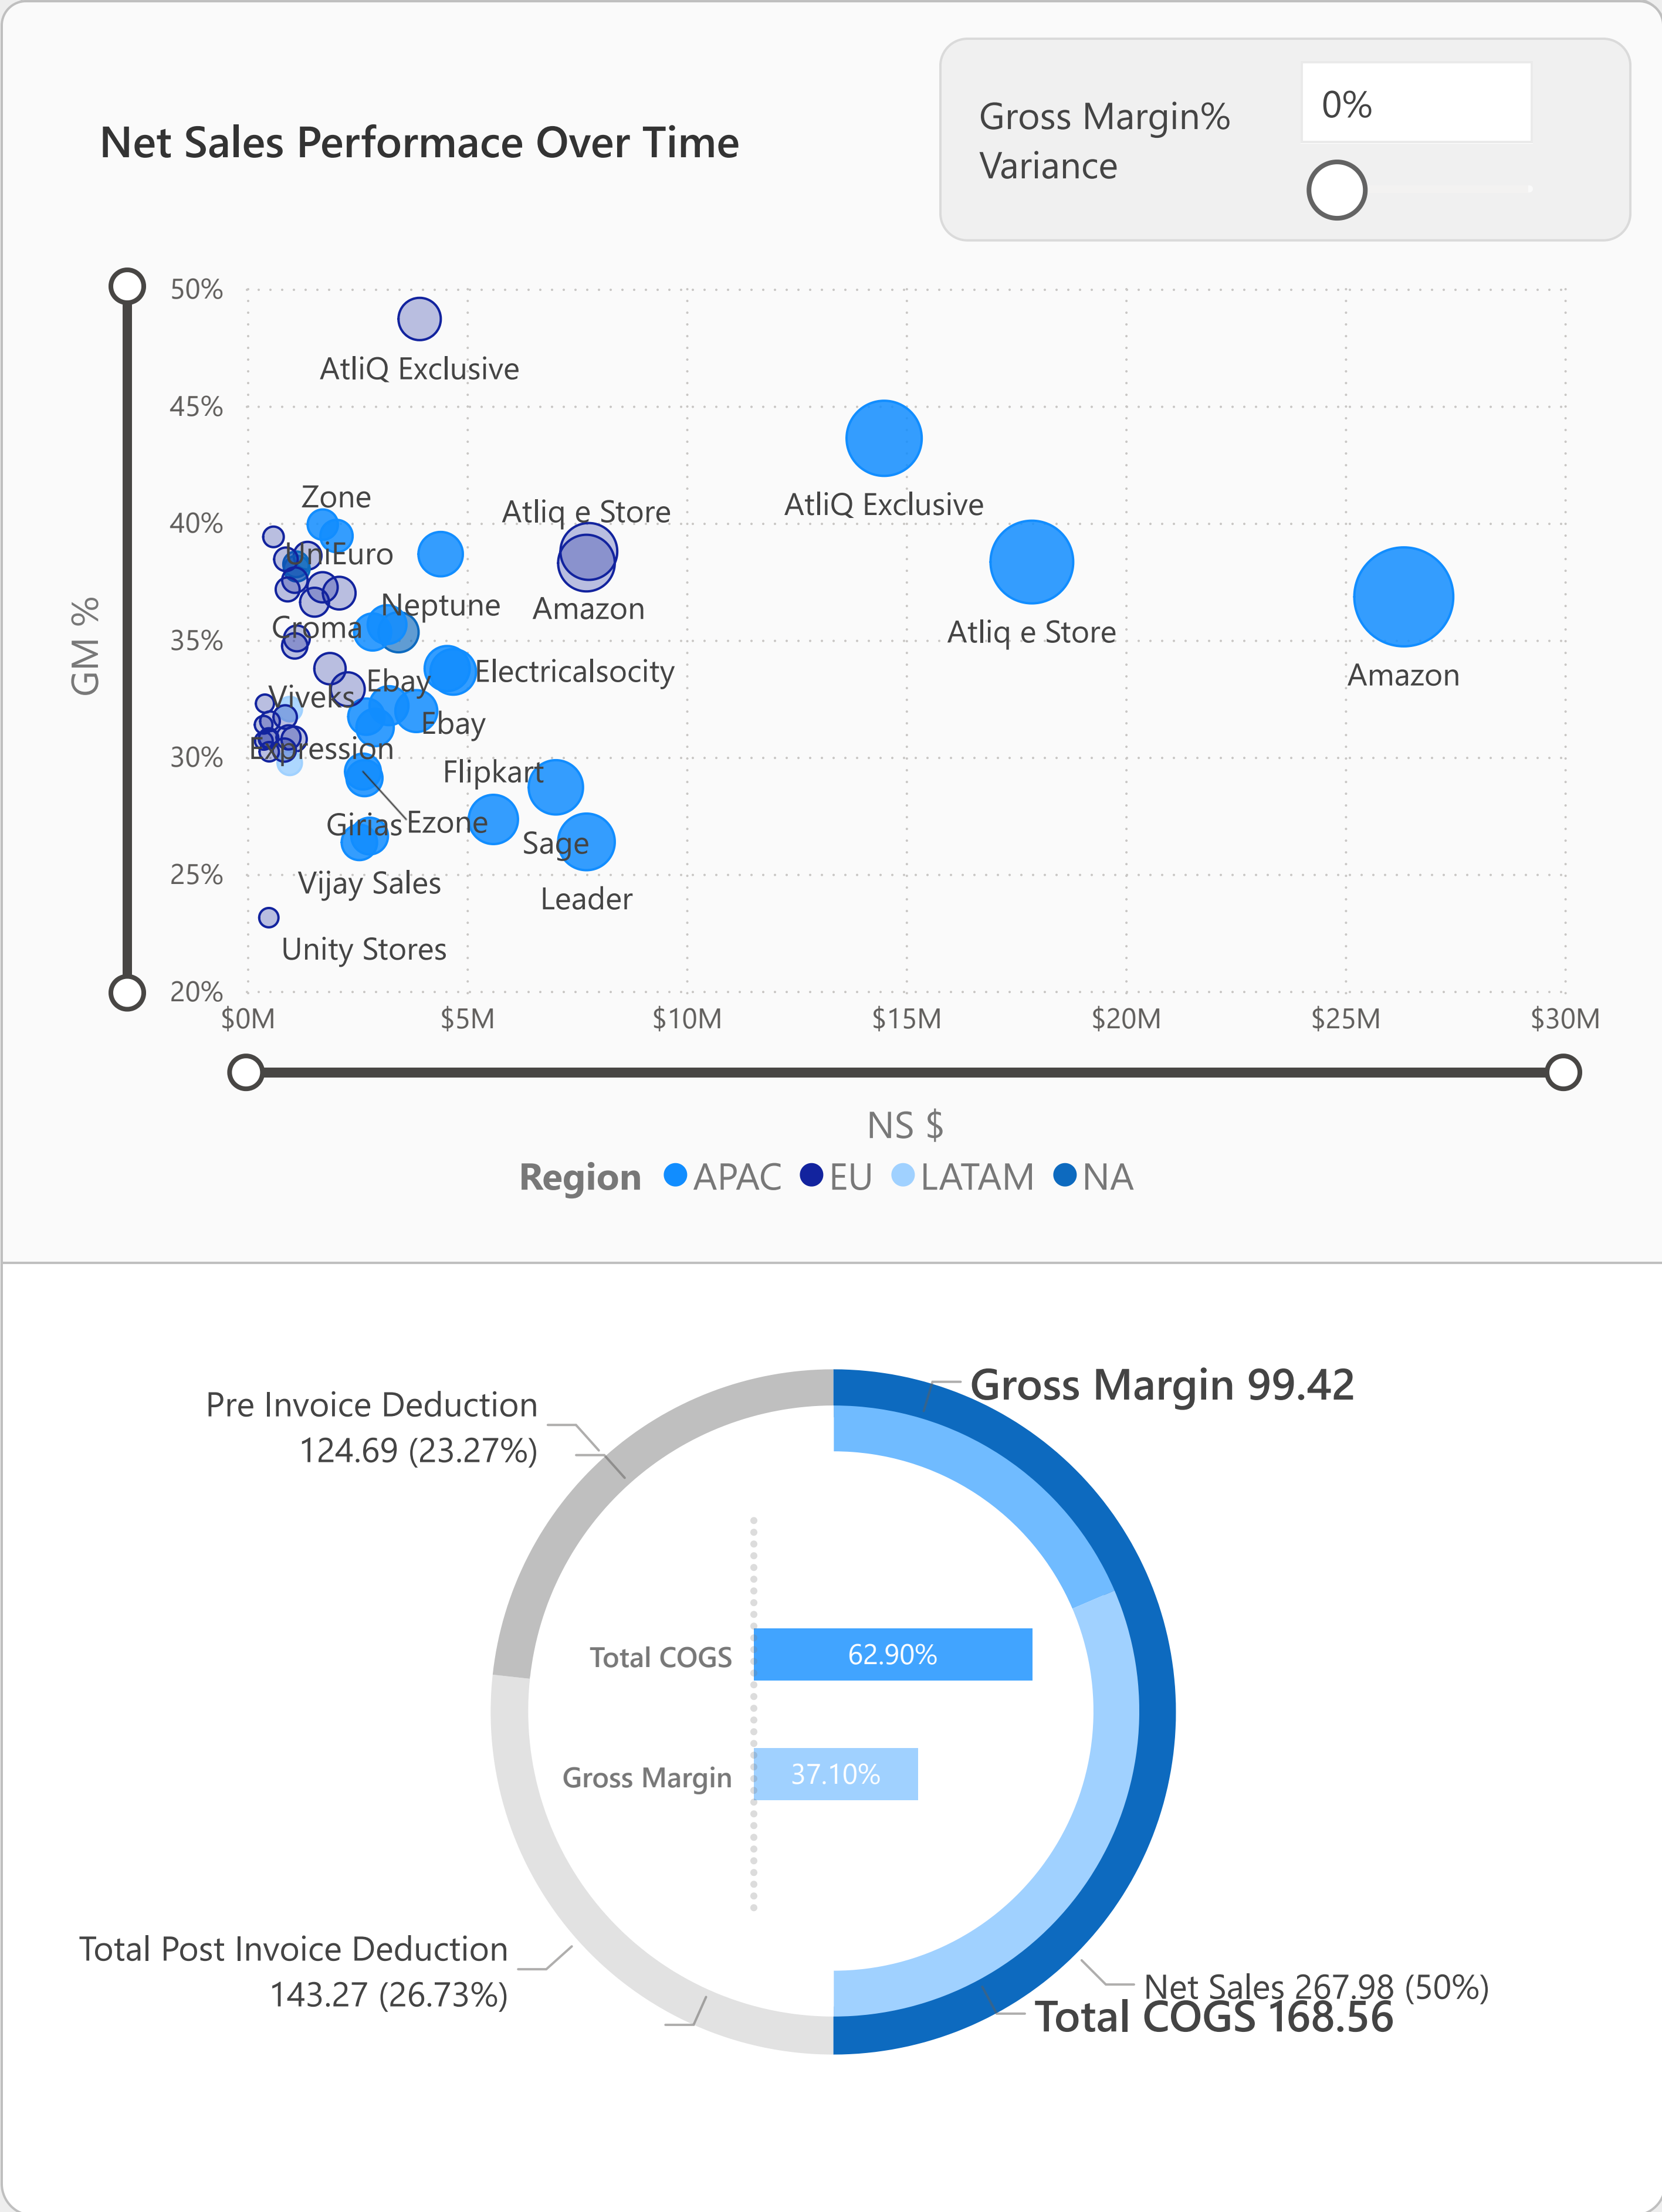 Net Sales Performace Over Time
Gross Margin%
Variance
0%
GM %
50%
45%
40%
35%
30%
25%
20%
AtliQ Exclusive
AtliQ Exclusive
Zone
Atliq e Store
UniEuro
Neptune
Amazon
Croma
Atliq e Store
Amazon
Electricalsocity
Ebay
Viveks
Ebay
Expression
Flipkart
Girias
Ezone
Sage
Vijay Sales
Leader
Unity Stores
$0M
$5M
$10M
$15M
$20M
$25M
$30M
NS $
Region APAC EU LATAM NA
Gross Margin 99.42
Pre Invoice Deduction
124.69 (23.27%)
Total COGS
62.90%
Gross Margin
37.10%
Total Post Invoice Deduction
143.27 (26.73%)
Net Sales 267.98 (50%)
Total COGS 168.56